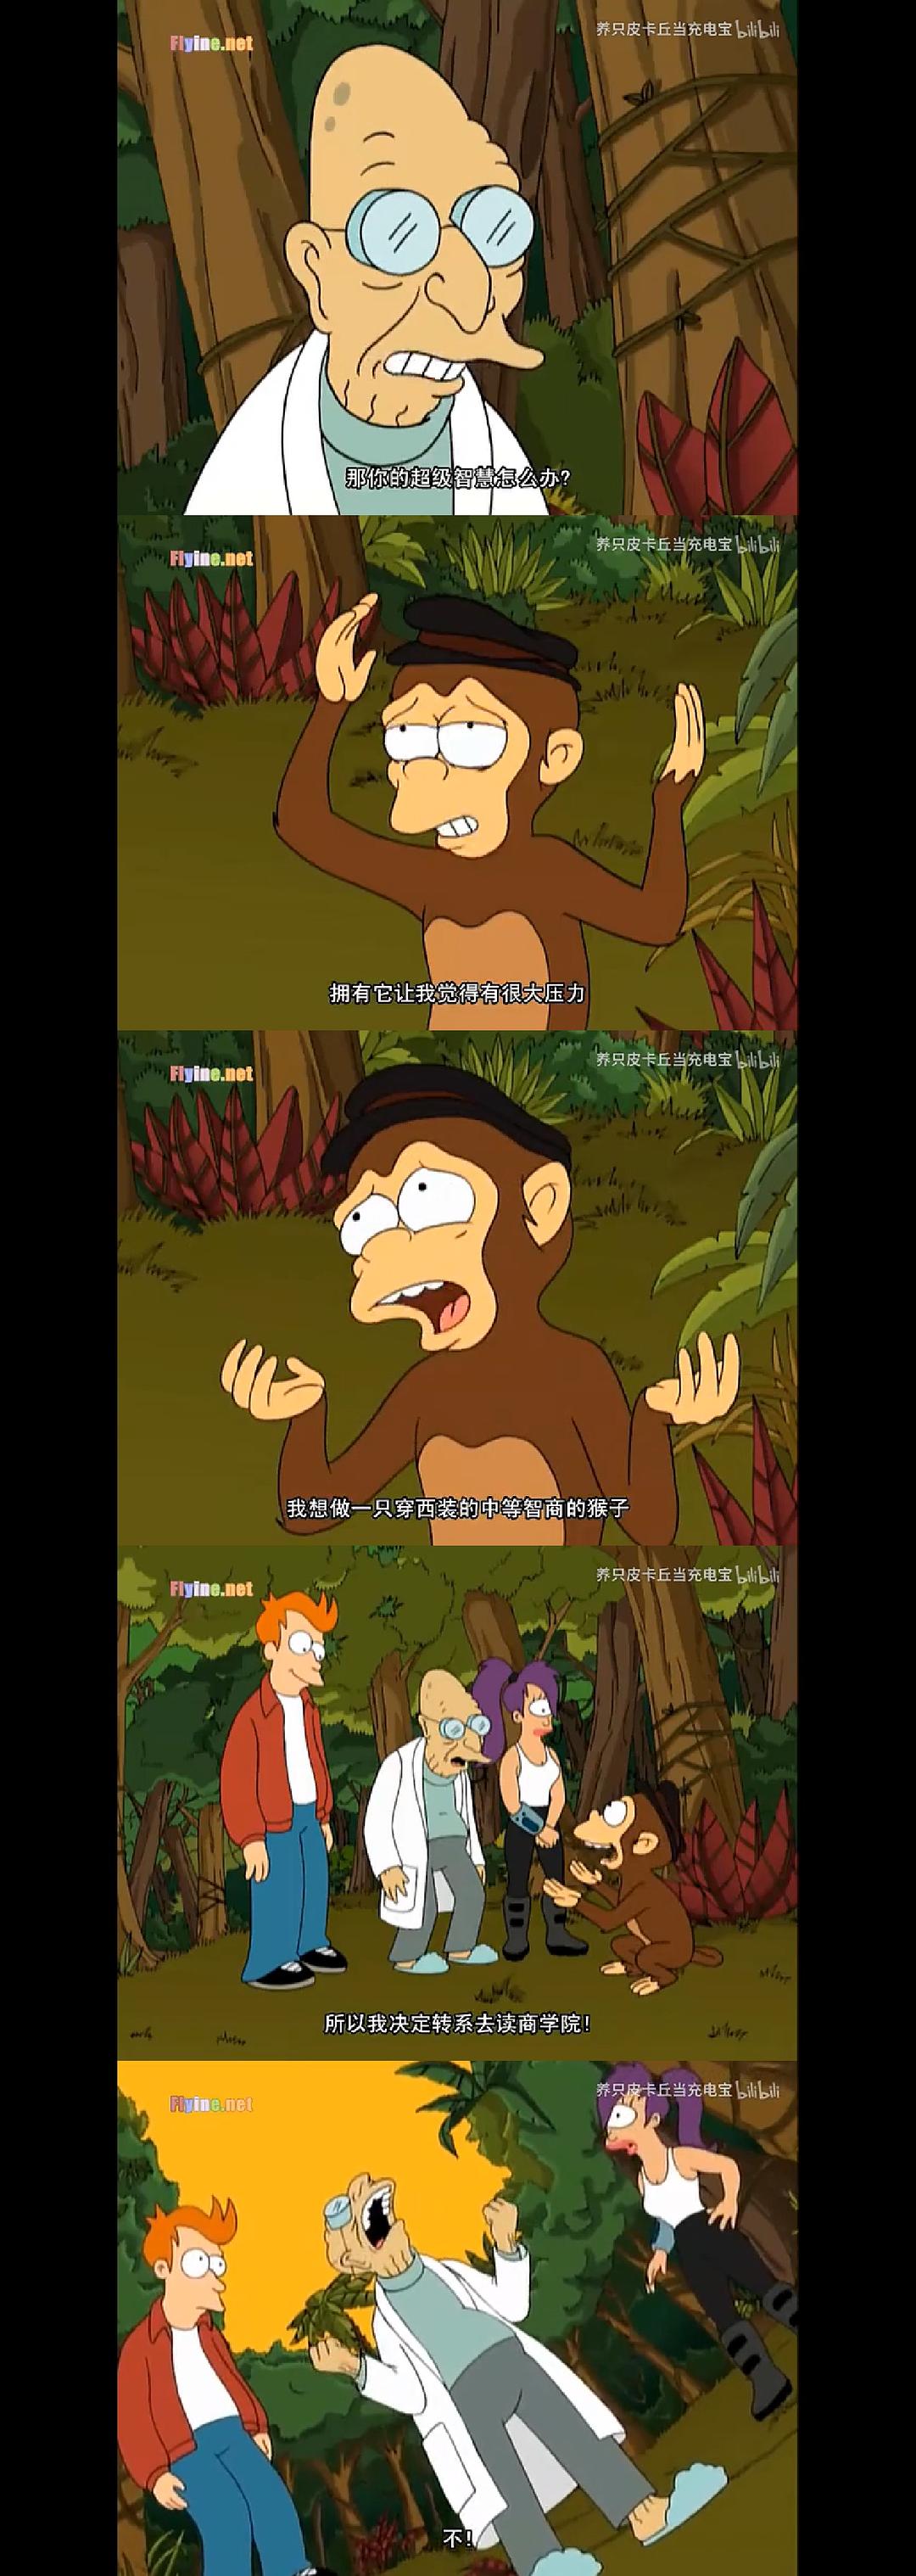 Flyine.net
养只皮卡丘当充电宝 bilibili
那你的超级智慧怎么办?
Flyine.net
养只皮卡丘当充电宝 bilibili
拥有它让我觉得有很大压力
Flyine.net
养只皮卡丘当充电宝 bilibili
我想做一只穿西装的中等智商的猴子
Flyine.net
养只皮卡丘当充电宝 bilibili
所以我决定转系去读商学院!
Flyine.net
养只皮卡丘当充电宝 bilibili
不!